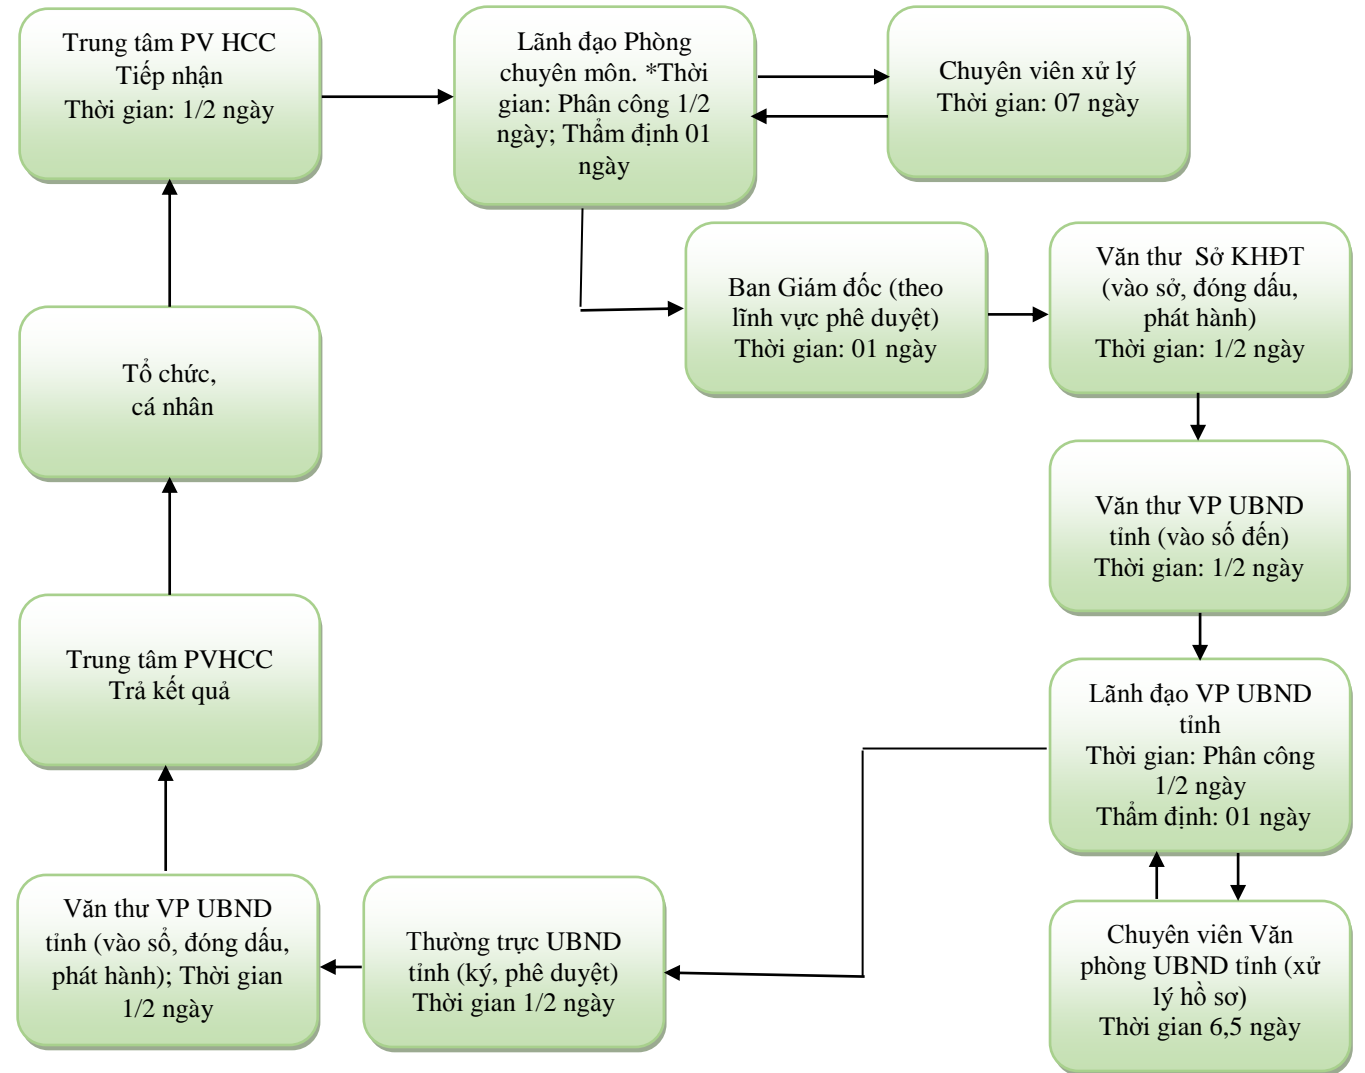 Trung tâm PV HCC
Tiếp nhận
Thời gian: 1/2 ngày
Lãnh đạo Phòng
chuyên môn. *Thời
gian: Phân công 1/2
ngày; Thẩm định 01
ngày
Chuyên viên xử lý
Thời gian: 07 ngày
Ban Giám đốc (theo
lĩnh vực phê duyệt)
Thời gian: 01 ngày
Văn thư Sở KHĐT
(vào sở, đóng dấu,
phát hành)
Thời gian: 1/2 ngày
Tổ chức,
cá nhân
Văn thư VP UBND
tỉnh (vào số đến)
Thời gian: 1/2 ngày
Trung tâm PVHCC
Trả kết quả
Lãnh đạo VP UBND
tỉnh
Thời gian: Phân công
1/2 ngày
Thẩm định: 01 ngày
Văn thư VP UBND
tỉnh (vào sổ, đóng dấu,
phát hành); Thời gian
1/2 ngày
Thường trực UBND
tỉnh (ký, phê duyệt)
Thời gian 1/2 ngày
Chuyên viên Văn
phòng UBND tỉnh (xử
lý hồ sơ)
Thời gian 6,5 ngày